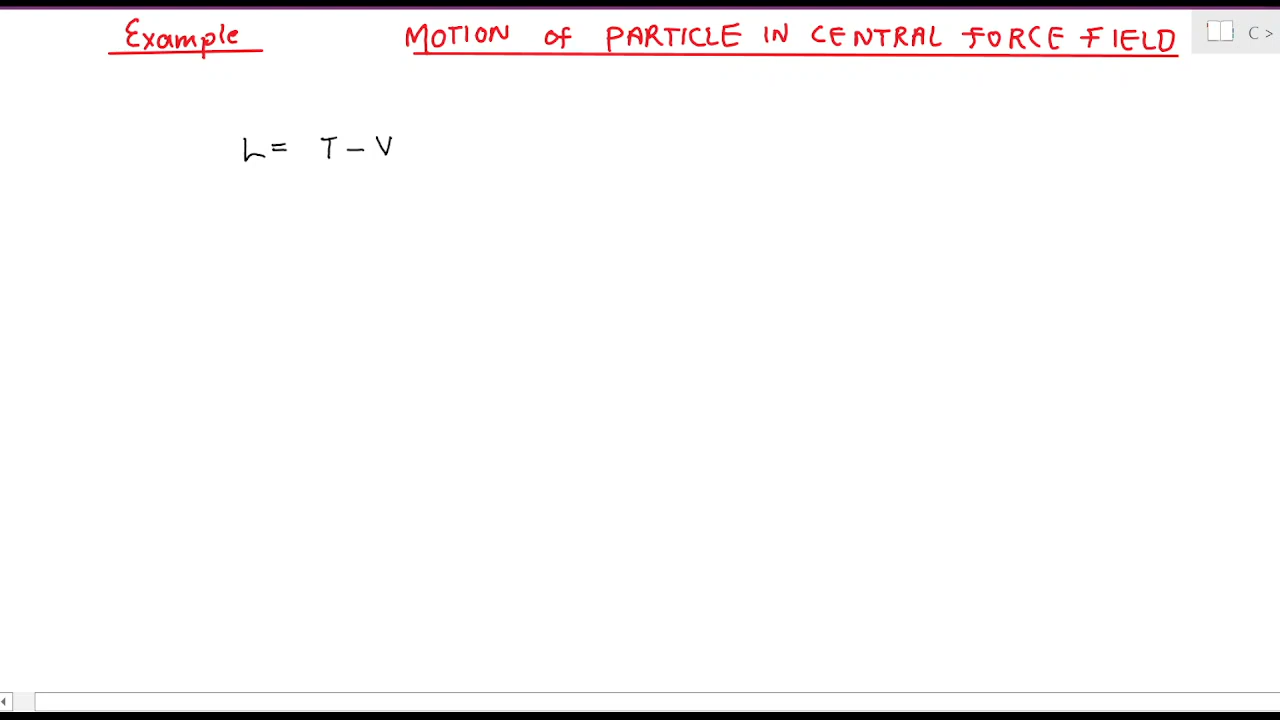 Example MOTION of PARTICLE IN CENTRAL FORCE FIELD
C >
L = T - V